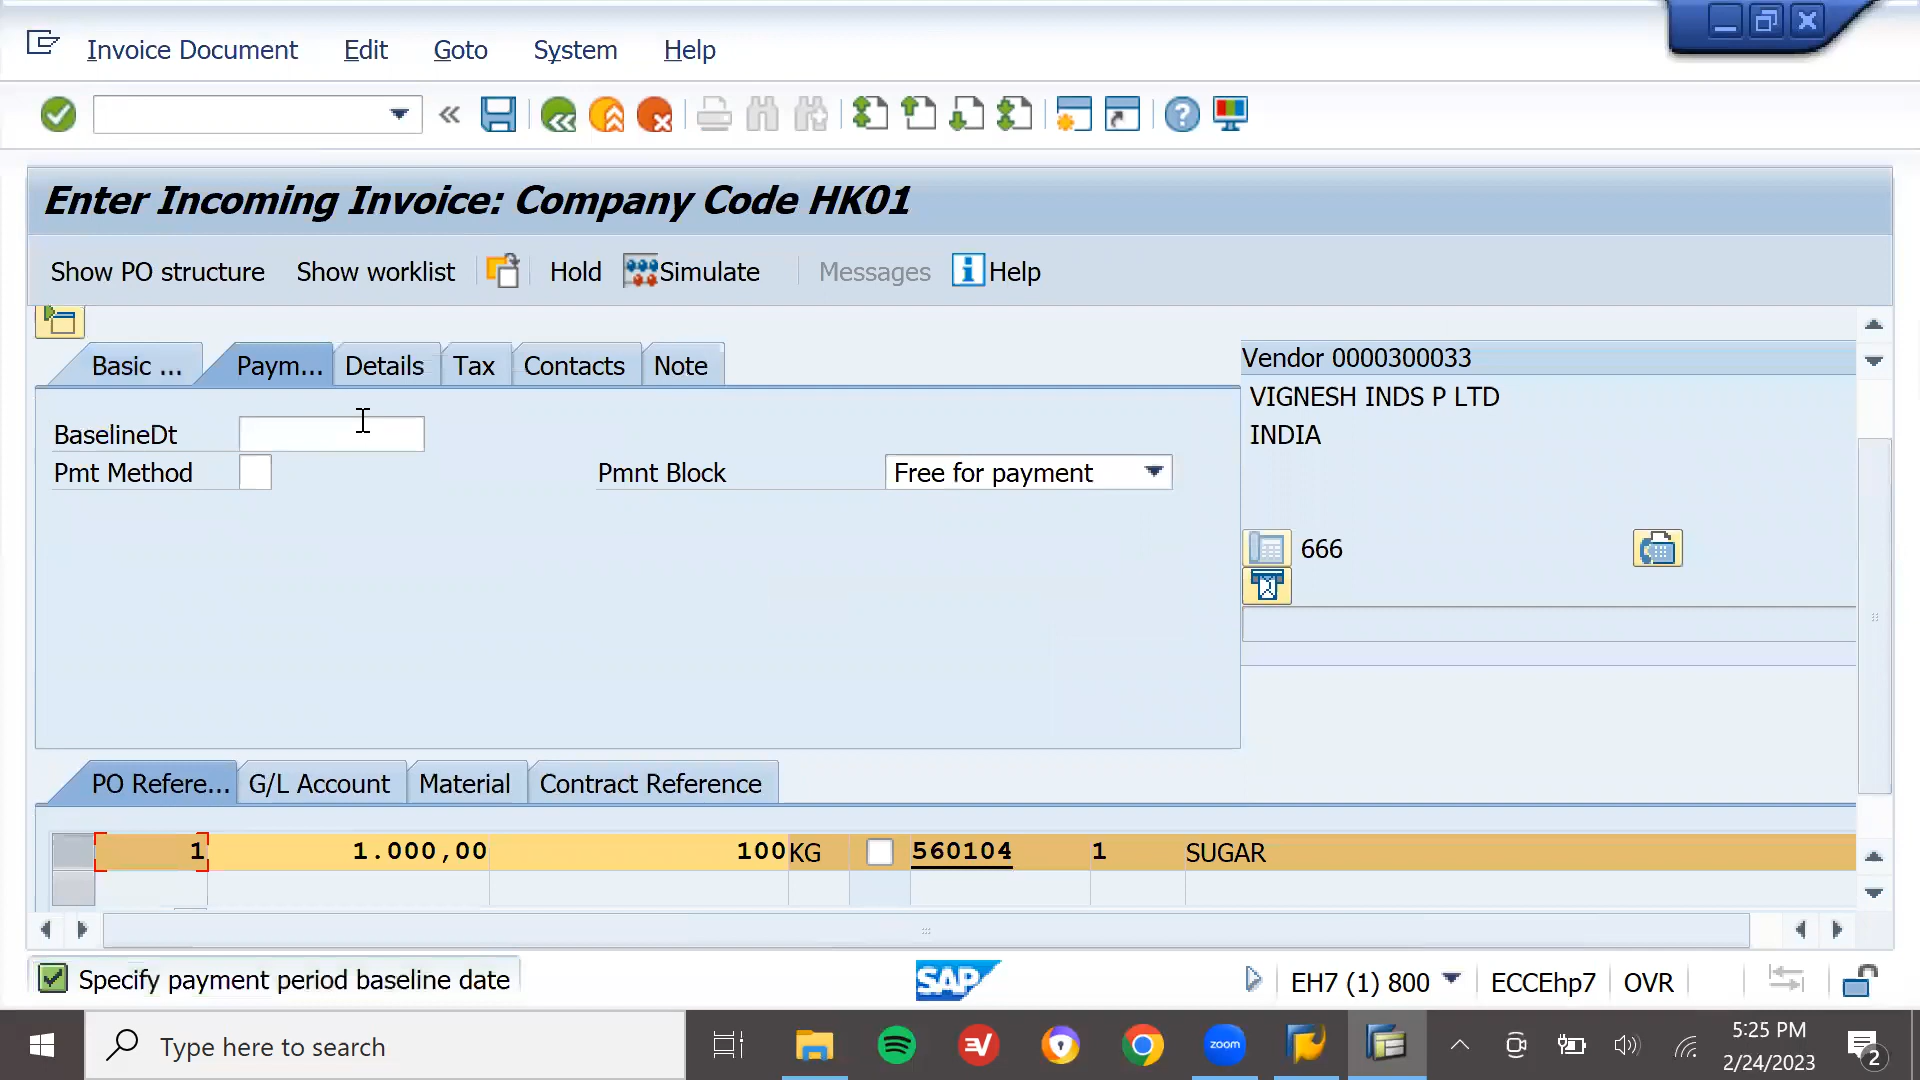 Invoice Document Edit Goto System Help
Enter Incoming Invoice: Company Code HK01
Show PO structure Show worklist Hold Simulate Messages Help
Basic ... Paym... Details Tax Contacts Note
Vendor 0000300033
VIGNESH INDS P LTD
INDIA
BaselineDt
Pmt Method Pmnt Block Free for payment
666
PO Refere... G/L Account Material Contract Reference
1 1.000,00 100 KG 560104 1 SUGAR
Specify payment period baseline date SAP EH7 (1) 800 ECCEhp7 OVR
Type here to search zoom 5:25 PM
2/24/2023 2